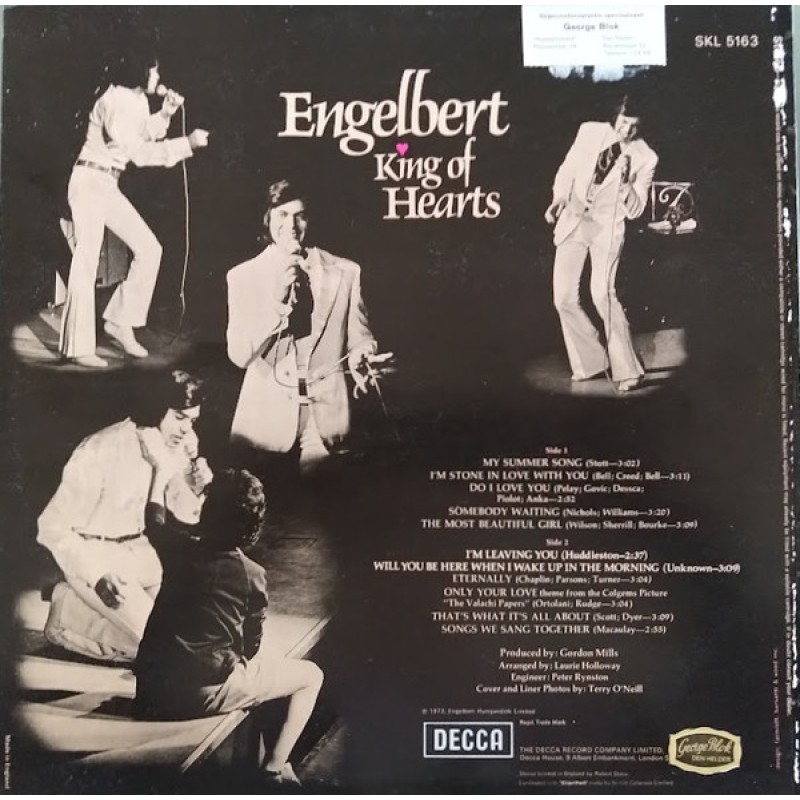 George Blok
SKL 5163
Engelbert
King of
Hearts
Side 1
MY SUMMER SONG (Stott—3:02)
I'M STONE IN LOVE WITH YOU (Bell; Creed; Bell—3:11)
DO I LOVE YOU (Pelay; Govic; Dessca;
Piolot; Anka—2:52
SOMEBODY WAITING (Nichols; Williams—3:20)
THE MOST BEAUTIFUL GIRL (Wilson; Sherrill; Bourke—3:09)
Side 2
I'M LEAVING YOU (Huddleston—2:37)
WILL YOU BE HERE WHEN I WAKE UP IN THE MORNING (Unknown—3:09)
ETERNALLY (Chaplin; Parsons; Turner—3:04)
ONLY YOUR LOVE theme from the Colgems Picture
"The Valachi Papers" (Ortolani; Rudge—3:04)
THAT'S WHAT IT'S ALL ABOUT (Scott; Dyer—3:09)
SONGS WE SANG TOGETHER (Macaulay—2:55)
Produced by: Gordon Mills
Arranged by: Laurie Holloway
Engineer: Peter Rynston
Cover and Liner Photos by: Terry O'Neill
℗ 1973, Engelbert Humperdink Limited
DECCA
Regd. Trade Mark
THE DECCA RECORD COMPANY LIMITED,
Decca House, 9 Albert Embankment, London S
George Blok
DEN HELDER
Made in England